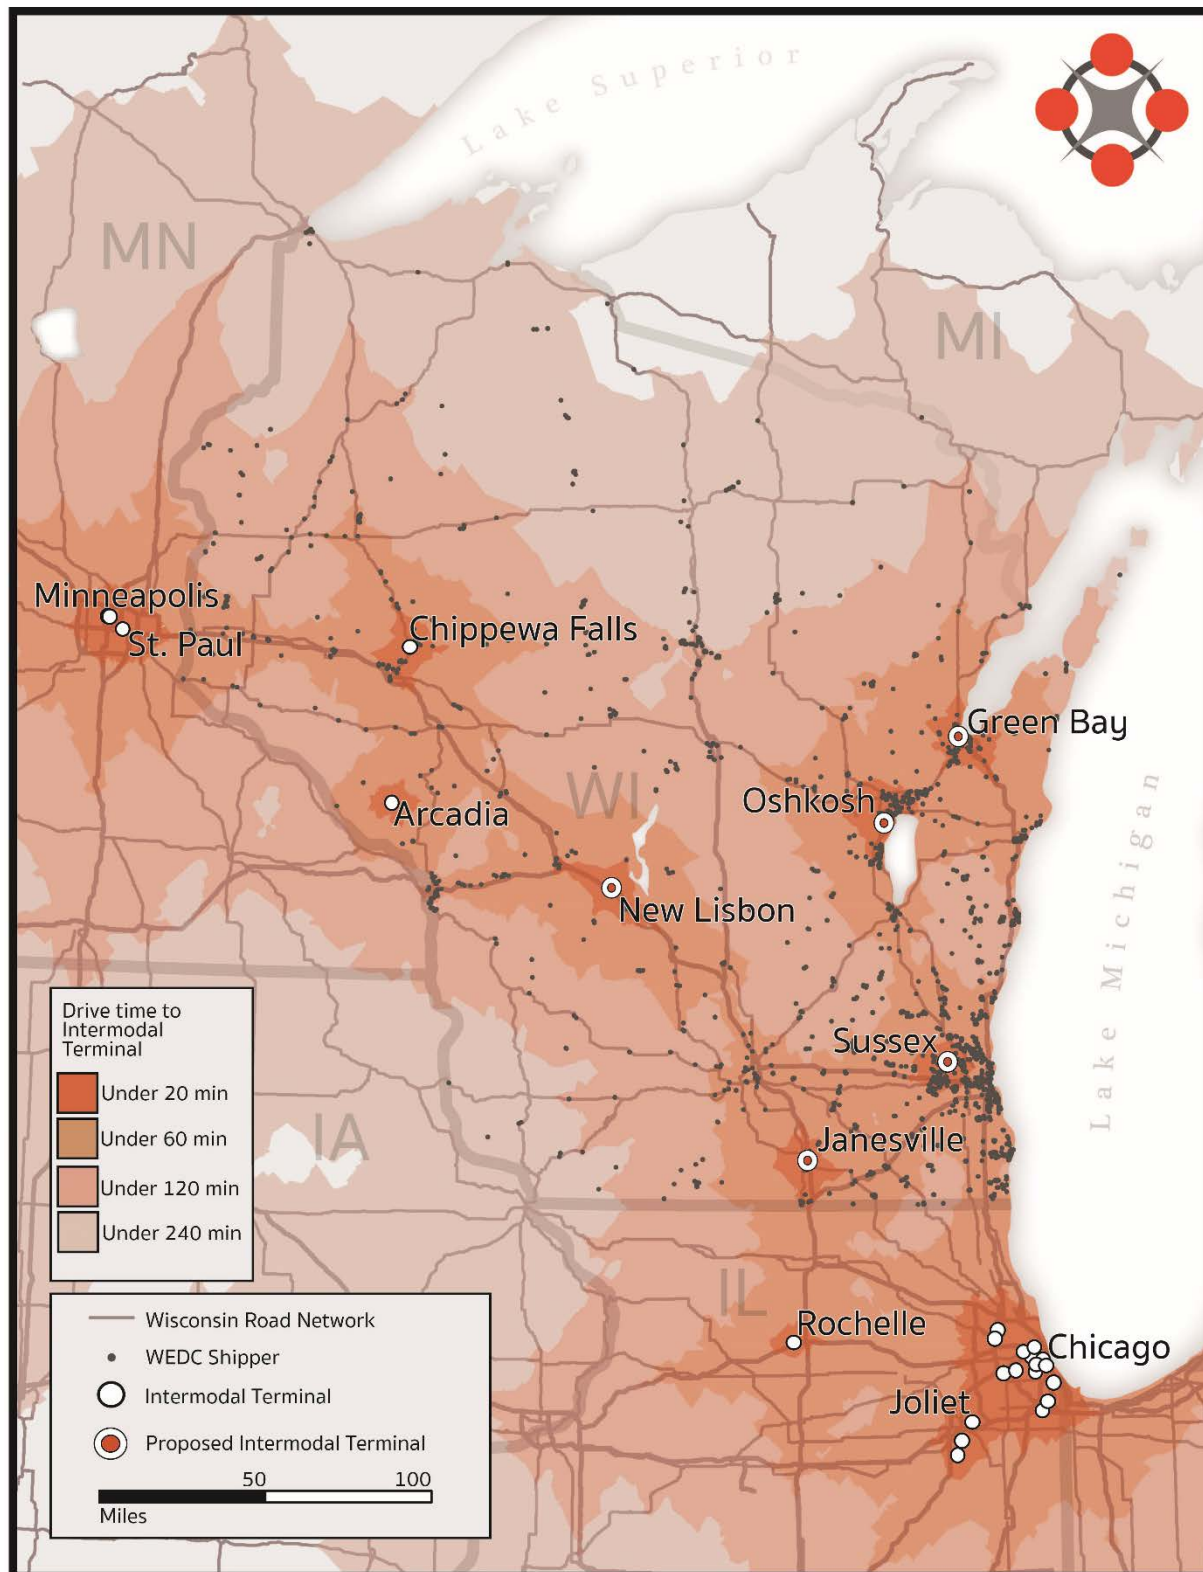 Lake Superior
MN
MI
Minneapolis
St. Paul
Chippewa Falls
Green Bay
WI
Oshkosh
Arcadia
New Lisbon
Lake Michigan
Drive time to
Intermodal
Terminal
Under 20 min
Under 60 min
Under 120 min
Under 240 min
Sussex
IA
Janesville
IL
Rochelle
Chicago
Joliet
Wisconsin Road Network
WEDC Shipper
Intermodal Terminal
Proposed Intermodal Terminal
50 100
Miles